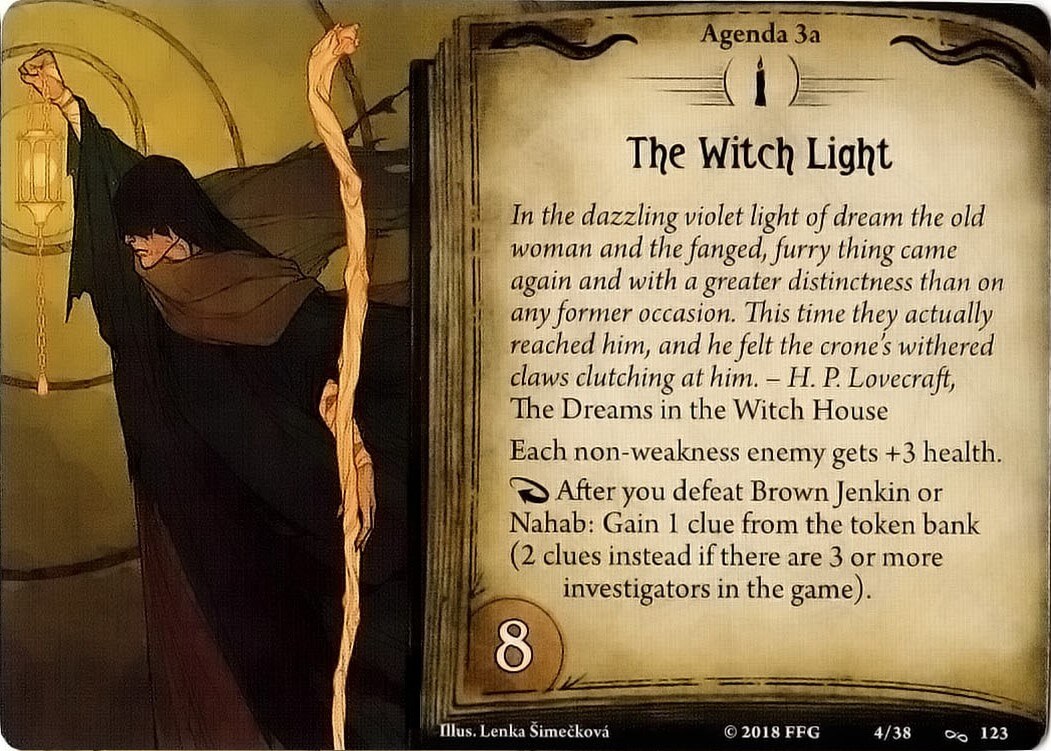 Agenda 3a
The Witch Light
In the dazzling violet light of dream the old
woman and the fanged, furry thing came
again and with a greater distinctness than on
any former occasion. This time they actually
reached him, and he felt the crone's withered
claws clutching at him. – H. P. Lovecraft,
The Dreams in the Witch House
Each non-weakness enemy gets +3 health.
After you defeat Brown Jenkin or
Nahab: Gain 1 clue from the token bank
(2 clues instead if there are 3 or more
investigators in the game).
8
Illus. Lenka Šimečková © 2018 FFG 4/38 123